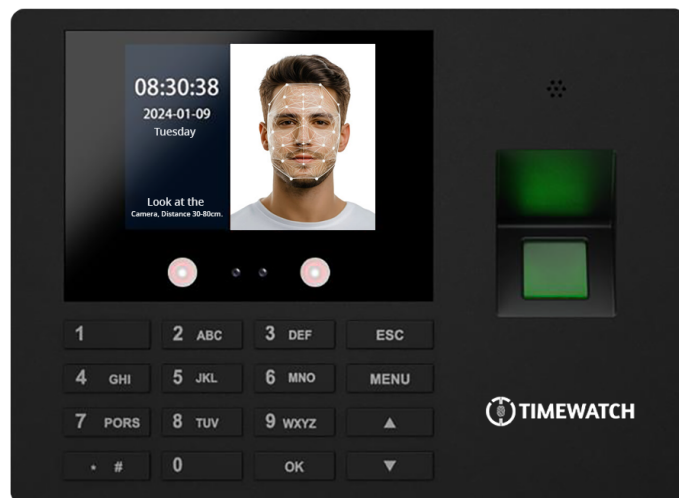 08:30:38
2024-01-09
Tuesday
Look at the
Camera, Distance 30-80cm.
1
2 ABC
3 DEF
ESC
4 GHI
5 JKL
6 MNO
MENU
7 PORS
8 TUV
9 WXYZ
▲
* #
0
OK
▼
TIMEWATCH